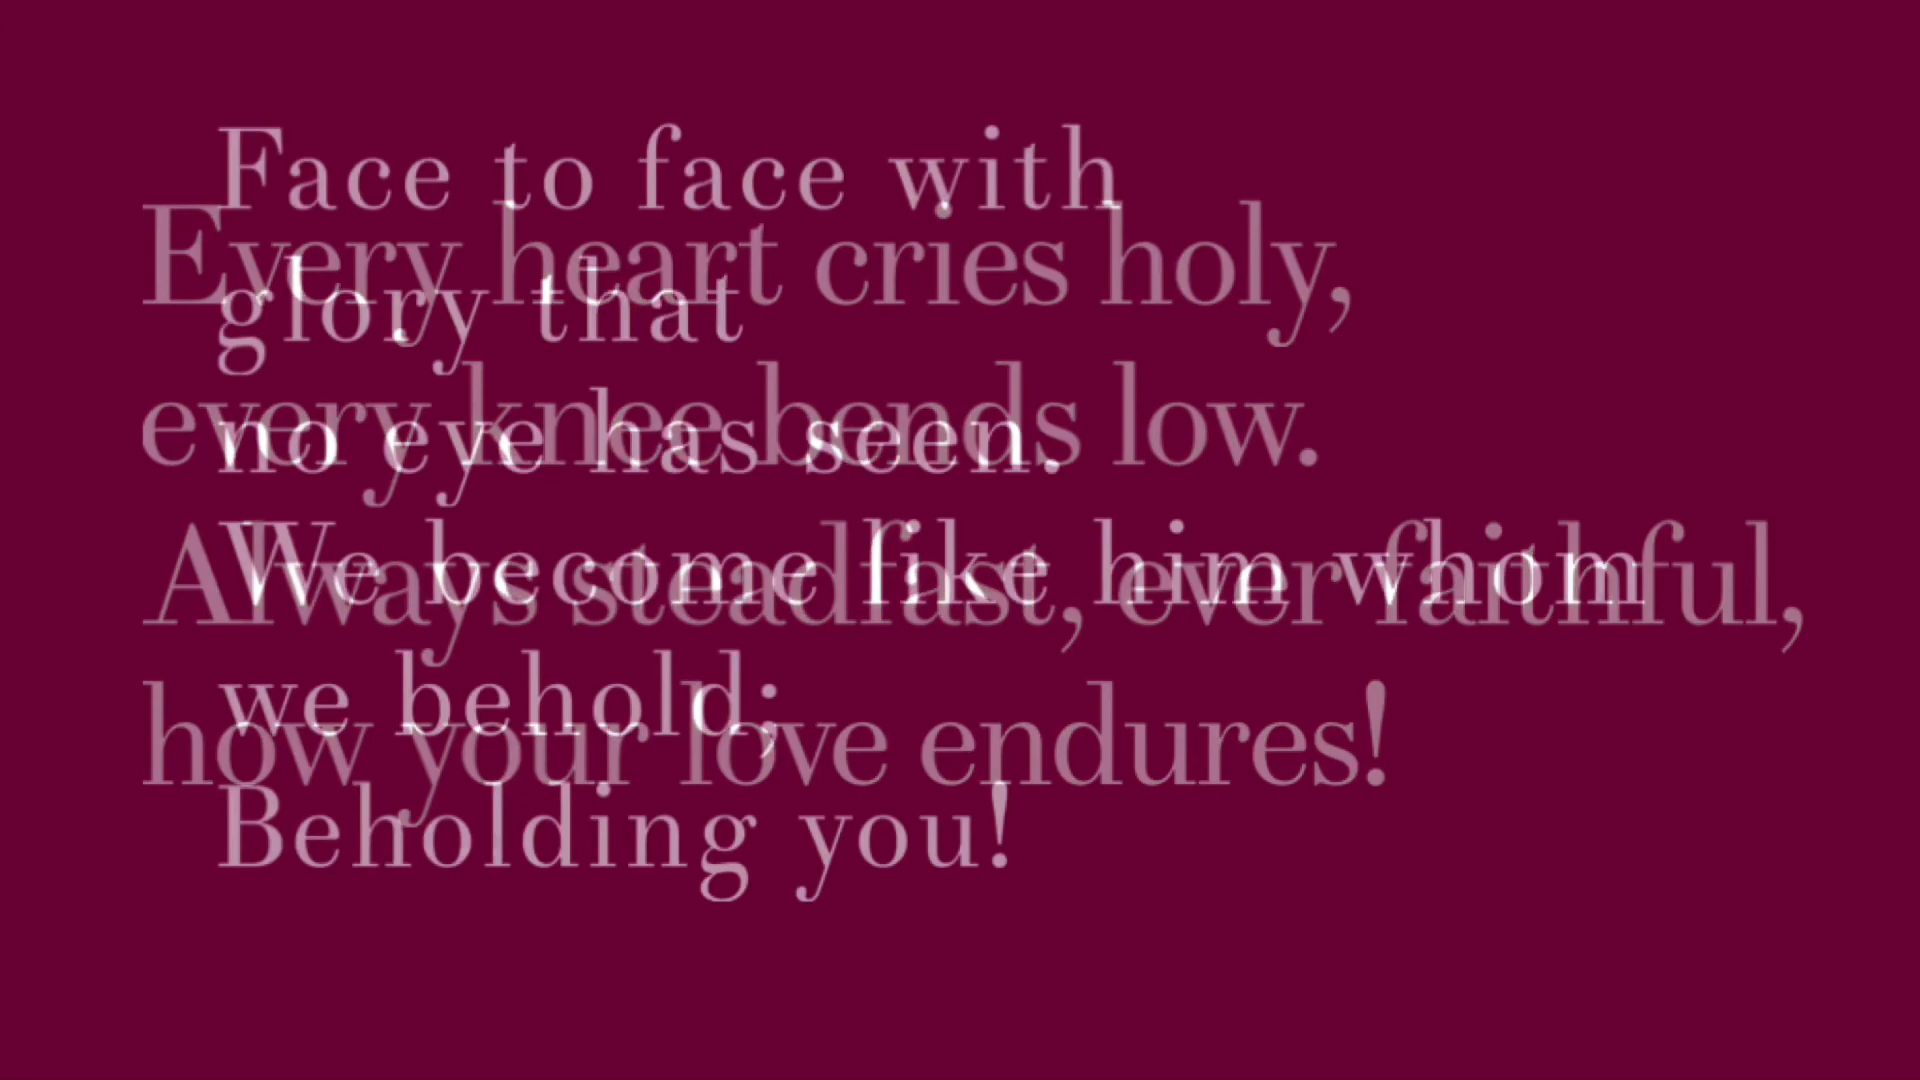 Face to face with
glory that
no eye has seen.
We become like him whom
we behold;
Beholding you!
Every heart cries holy,
every knee bends low.
Always steadfast, ever faithful,
how your love endures!